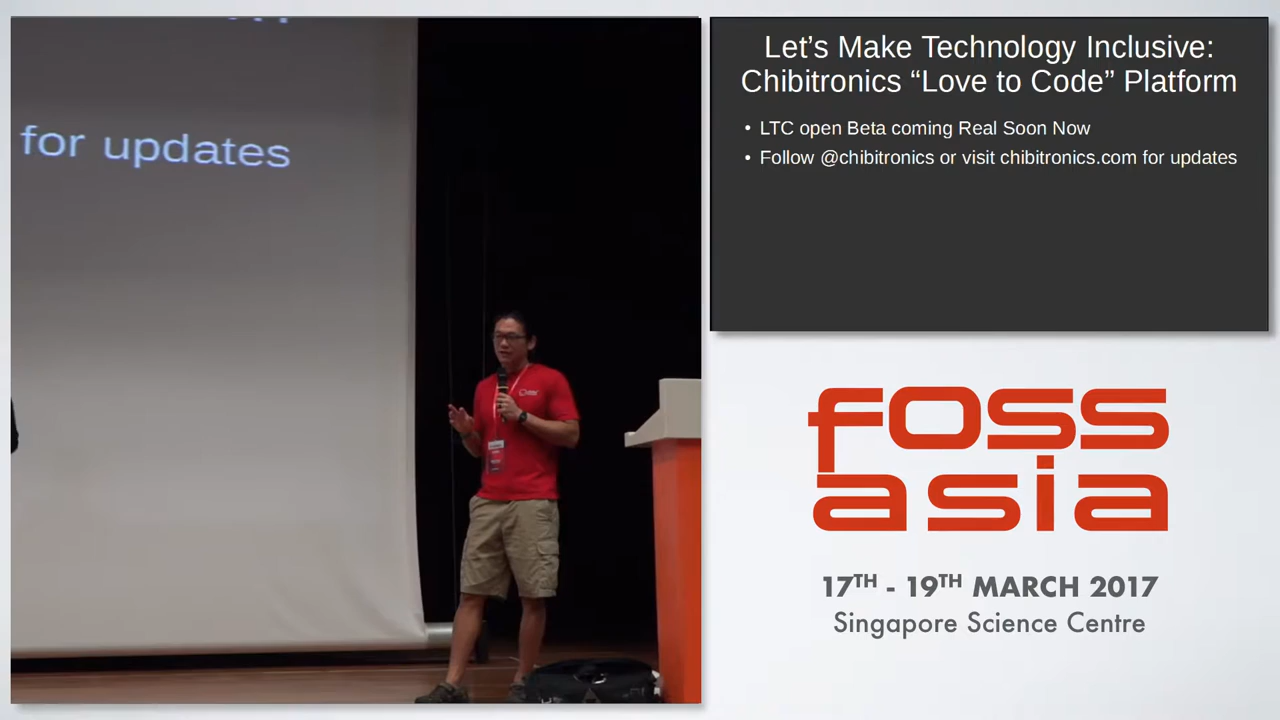 for updates
Let's Make Technology Inclusive:
Chibitronics “Love to Code” Platform
• LTC open Beta coming Real Soon Now
• Follow @chibitronics or visit chibitronics.com for updates
foss
asia
17TH - 19TH MARCH 2017
Singapore Science Centre